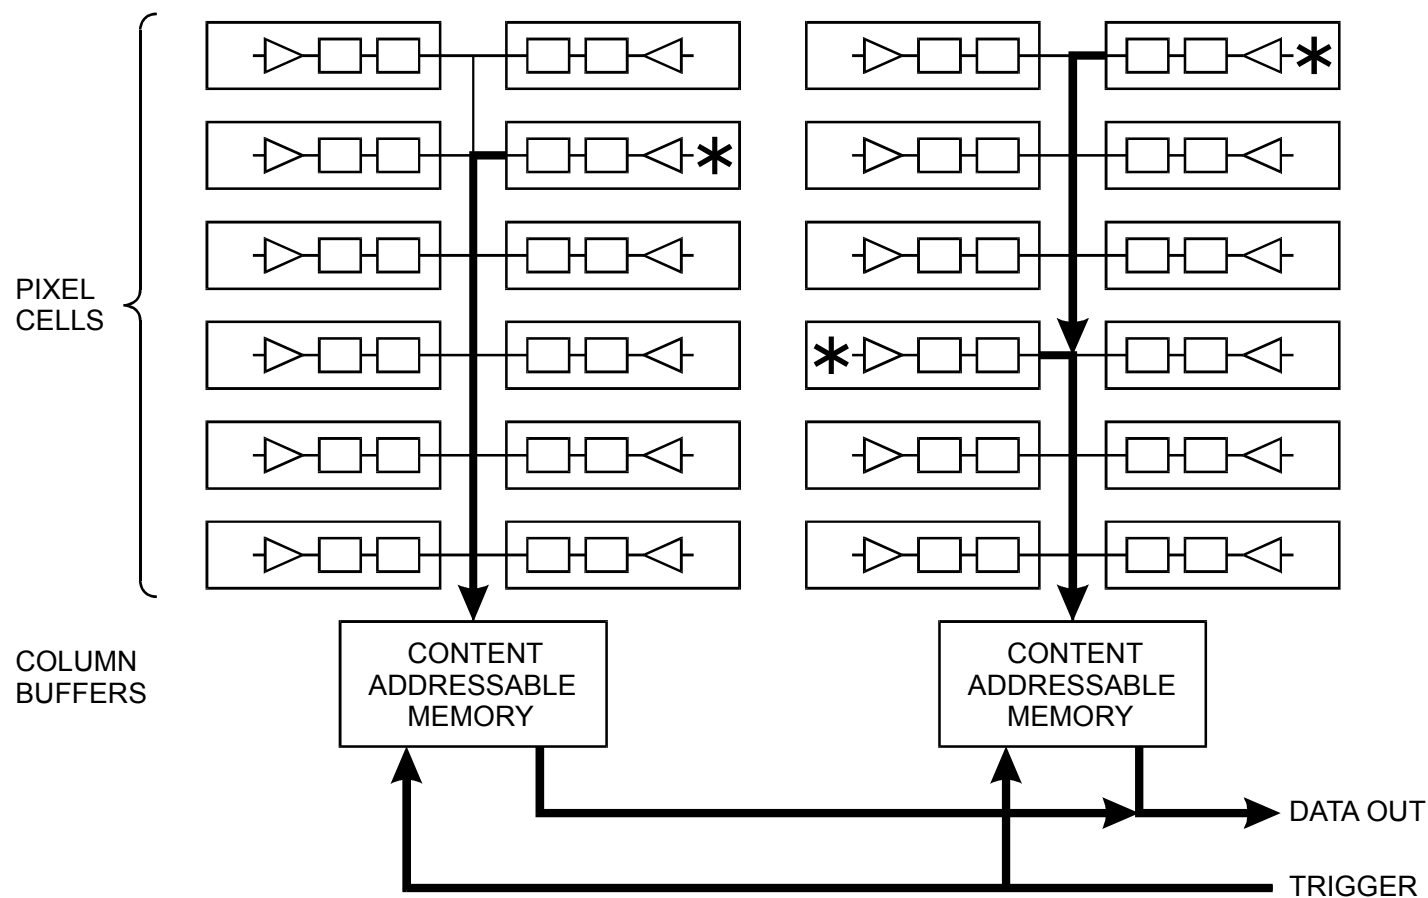 PIXEL
CELLS
COLUMN
BUFFERS
CONTENT
ADDRESSABLE
MEMORY
CONTENT
ADDRESSABLE
MEMORY
DATA OUT
TRIGGER